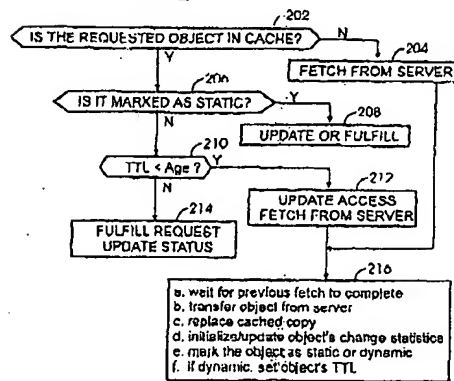 202
IS THE REQUESTED OBJECT IN CACHE?
N
Y
204
FETCH FROM SERVER
206
IS IT MARKED AS STATIC?
Y
N
208
UPDATE OR FULFILL
210
TTL < Age ?
Y
N
212
UPDATE ACCESS
FETCH FROM SERVER
214
FULFILL REQUEST
UPDATE STATUS
216
a. wait for previous fetch to complete
b. transfer object from server
c. replace cached copy
d. initialize/update object's change statistics
e. mark the object as static or dynamic
f. if dynamic, set object's TTL